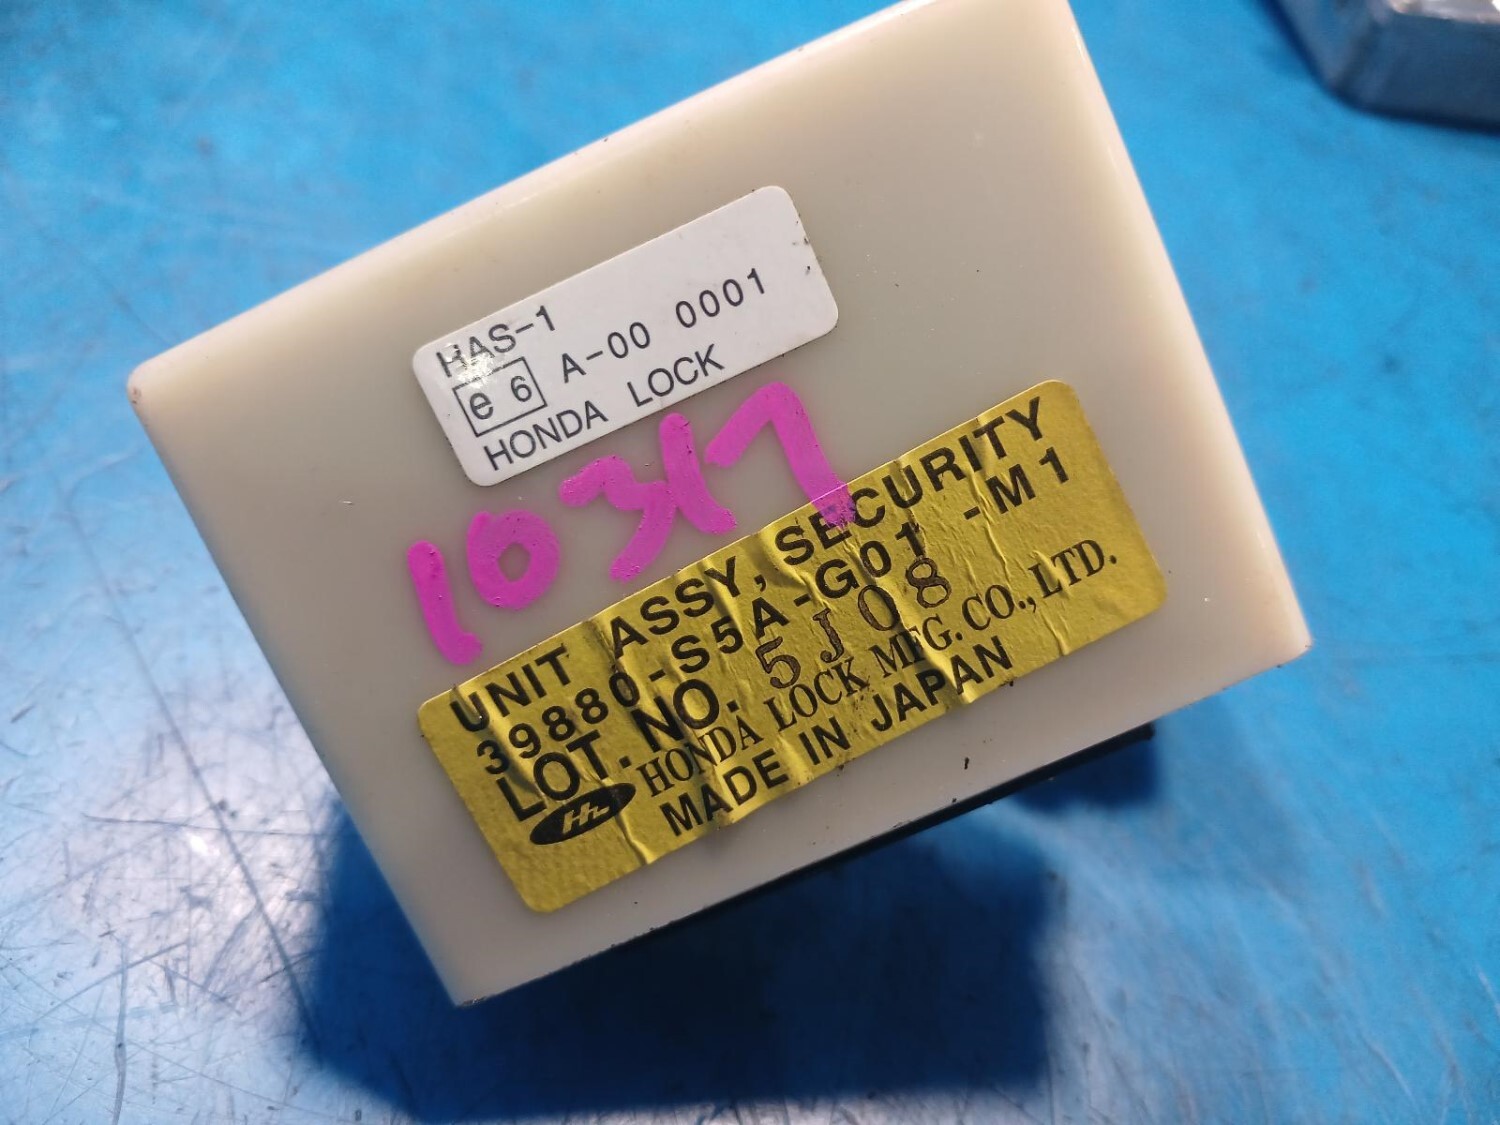 HAS-1
e 6 A-00 0001
HONDA LOCK
10317
UNIT ASSY, SECURITY
39880-S5A-G01 -M1
LOT. NO. 5J08
HL HONDA LOCK MFG. CO., LTD.
MADE IN JAPAN